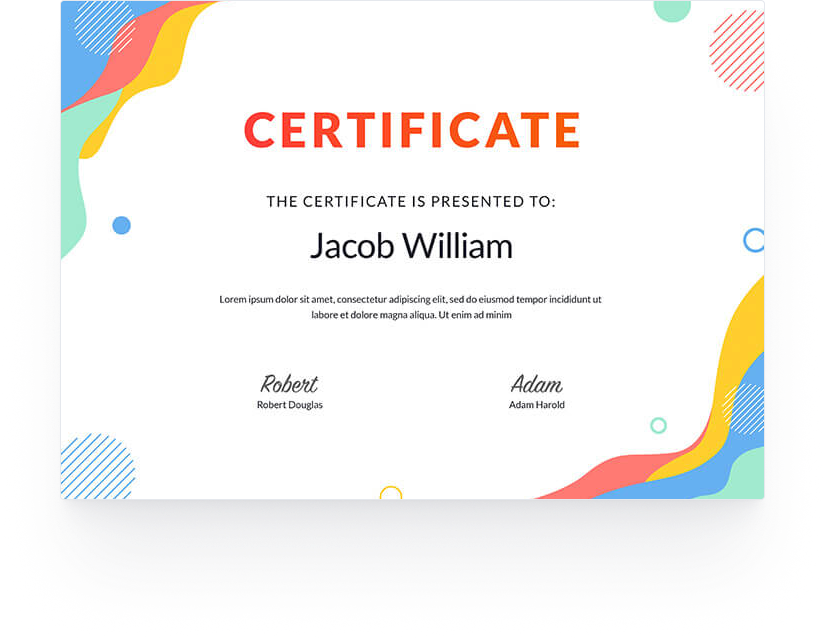 CERTIFICATE
THE CERTIFICATE IS PRESENTED TO:
Jacob William
Lorem ipsum dolor sit amet, consectetur adipiscing elit, sed do eiusmod tempor incididunt ut
labore et dolore magna aliqua. Ut enim ad minim
Robert Adam
Robert Douglas Adam Harold